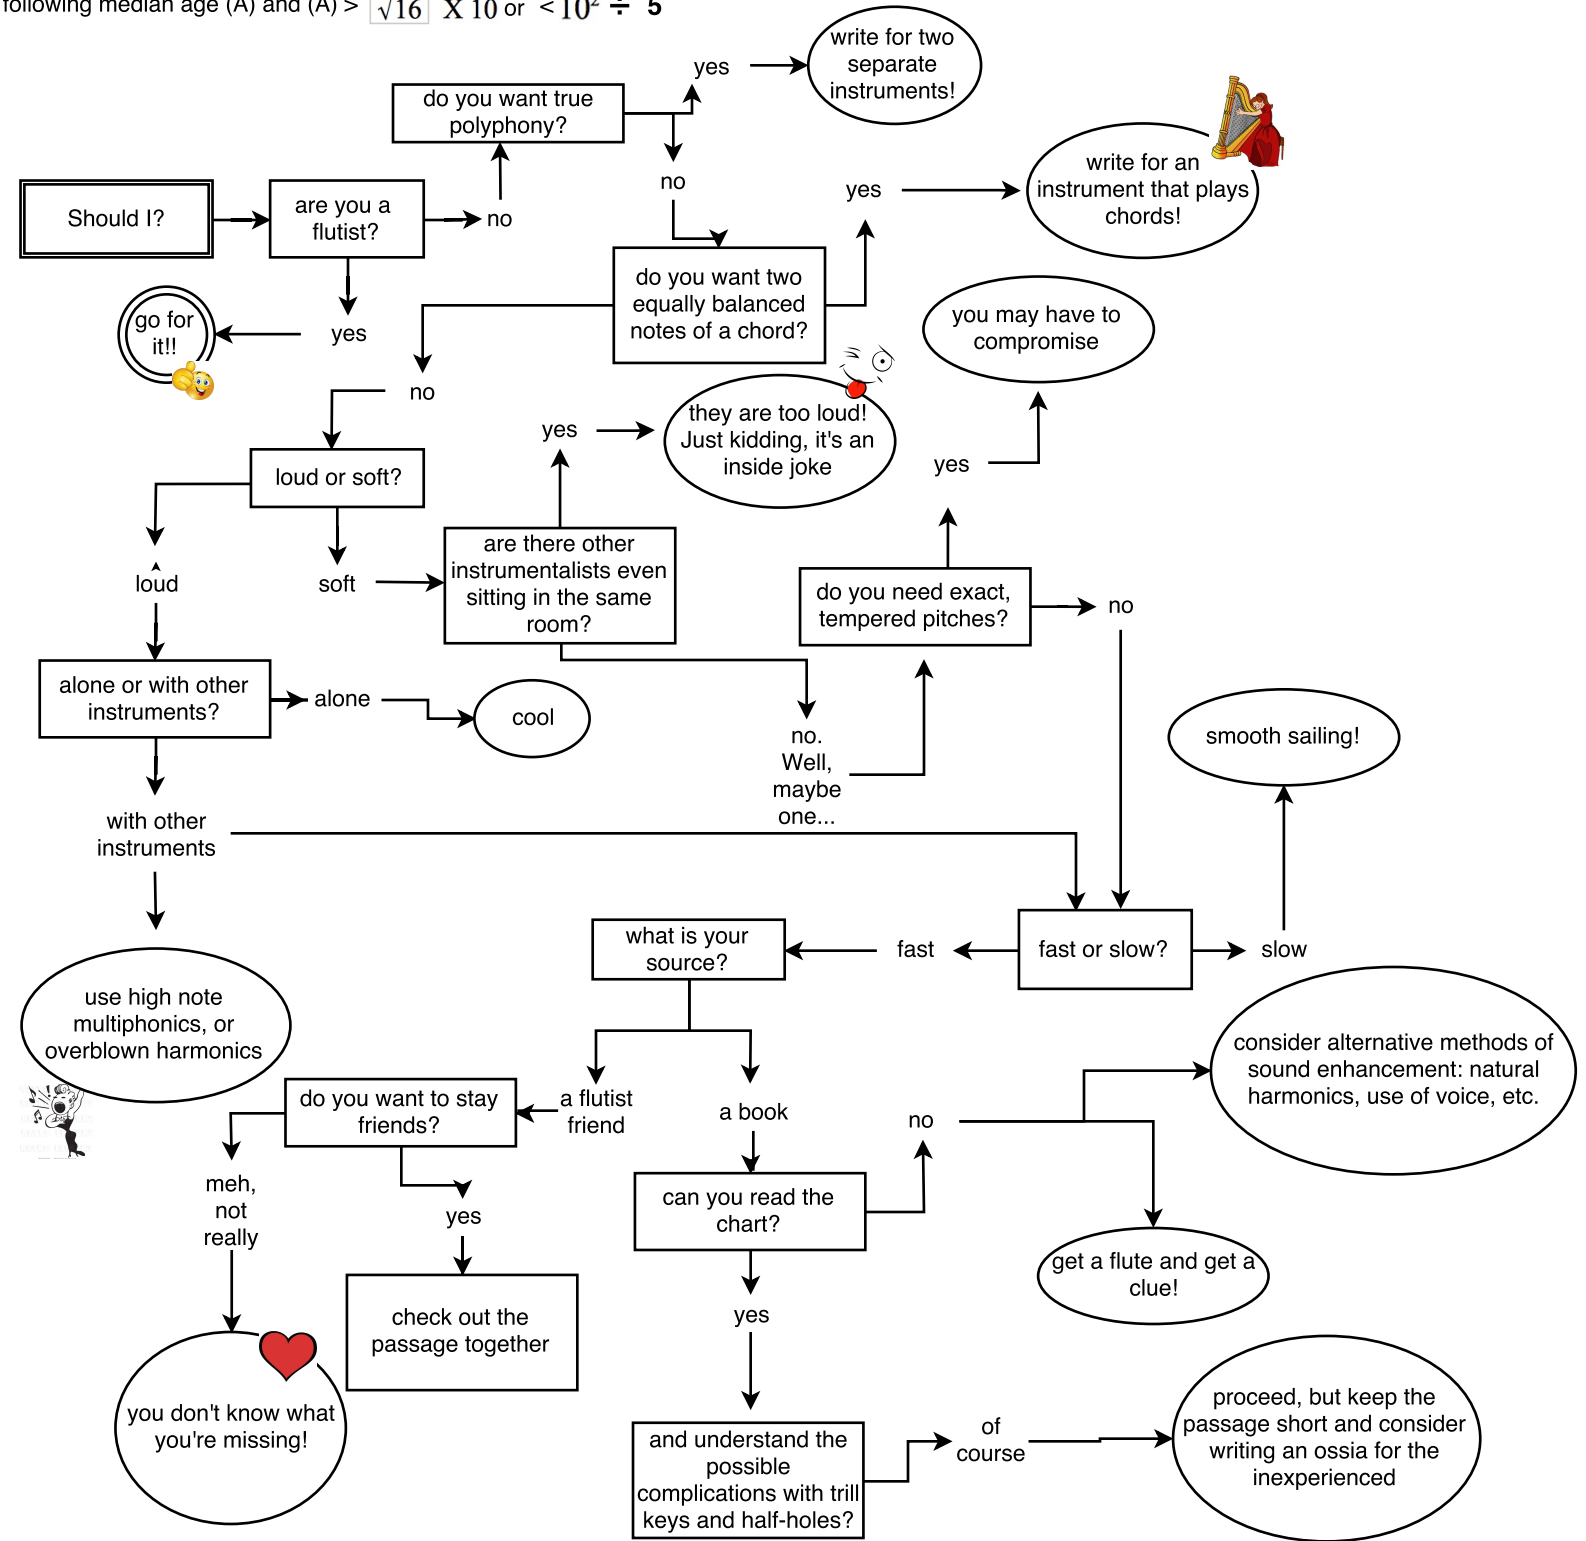 following median age (A) and (A) > √16 X 10 or < 10² ÷ 5
yes
write for two
separate
instruments!
do you want true
polyphony?
no
yes
write for an
instrument that plays
chords!
Should I?
are you a
flutist?
no
do you want two
equally balanced
notes of a chord?
you may have to
compromise
go for
it!!
yes
no
yes
they are too loud!
Just kidding, it's an
inside joke
yes
loud or soft?
are there other
instrumentalists even
sitting in the same
room?
loud
soft
do you need exact,
tempered pitches?
no
alone or with other
instruments?
alone
cool
no.
Well,
maybe
one...
smooth sailing!
with other
instruments
what is your
source?
fast
fast or slow?
slow
use high note
multiphonics, or
overblown harmonics
consider alternative methods of
sound enhancement: natural
harmonics, use of voice, etc.
do you want to stay
friends?
a flutist
friend
a book
no
meh,
not
really
yes
can you read the
chart?
get a flute and get a
clue!
check out the
passage together
yes
you don't know what
you're missing!
and understand the
possible
complications with trill
keys and half-holes?
of
course
proceed, but keep the
passage short and consider
writing an ossia for the
inexperienced